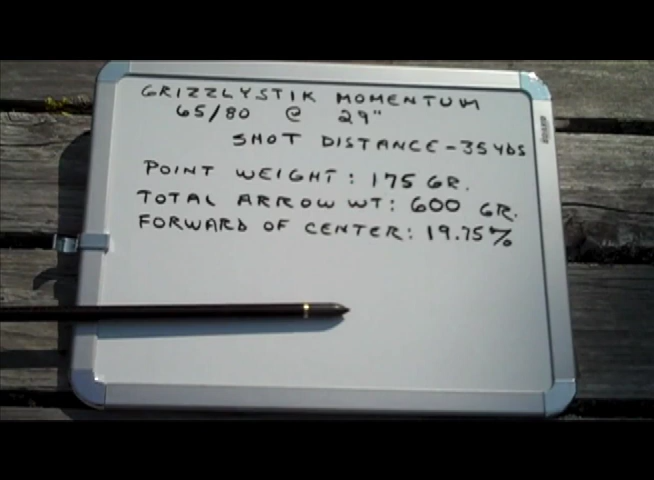 GRIZZLYSTIK MOMENTUM
65/80 @ 29"
SHOT DISTANCE - 35 YDS
POINT WEIGHT: 175 GR.
TOTAL ARROW WT: 600 GR.
FORWARD OF CENTER: 19.75%